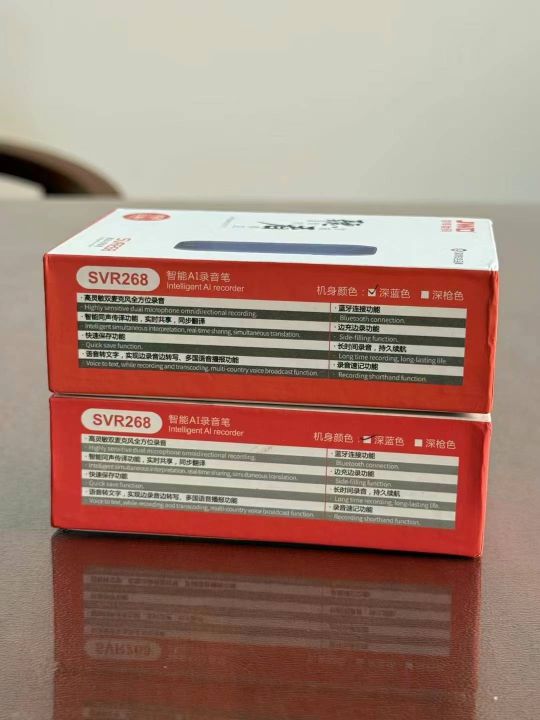 JWD
SVR268
智能AI录音笔
Intelligent AI recorder
机身颜色： 深蓝色 深枪色
·高灵敏双麦克风全方位录音
Highly sensitive dual microphone omnidirectional recording.
·智能同声传译功能，实时共享，同步翻译
Intelligent simultaneous interpretation, real time sharing, simultaneous translation.
·快速保存功能
Quick save function.
·语音转文字，实现边录音边转写、多国语音播报功能
Voice to text, while recording and transcoding, multi-country voice broadcast function.
·蓝牙连接功能
Bluetooth connection.
·边充边录功能
Side-filling function.
·长时间录音，持久续航
Long time recording, long-lasting life.
·录音速记功能
Recording shorthand function.
SVR268
智能AI录音笔
Intelligent AI recorder
机身颜色： 深蓝色 深枪色
·高灵敏双麦克风全方位录音
Highly sensitive dual microphone omnidirectional recording.
·智能同声传译功能，实时共享，同步翻译
Intelligent simultaneous interpretation, real time sharing, simultaneous translation.
·快速保存功能
Quick save function.
·语音转文字，实现边录音边转写、多国语音播报功能
Voice to text, while recording and transcoding, multi-country voice broadcast function.
·蓝牙连接功能
Bluetooth connection.
·边充边录功能
Side-filling function.
·长时间录音，持久续航
Long time recording, long-lasting life.
·录音速记功能
Recording shorthand function.